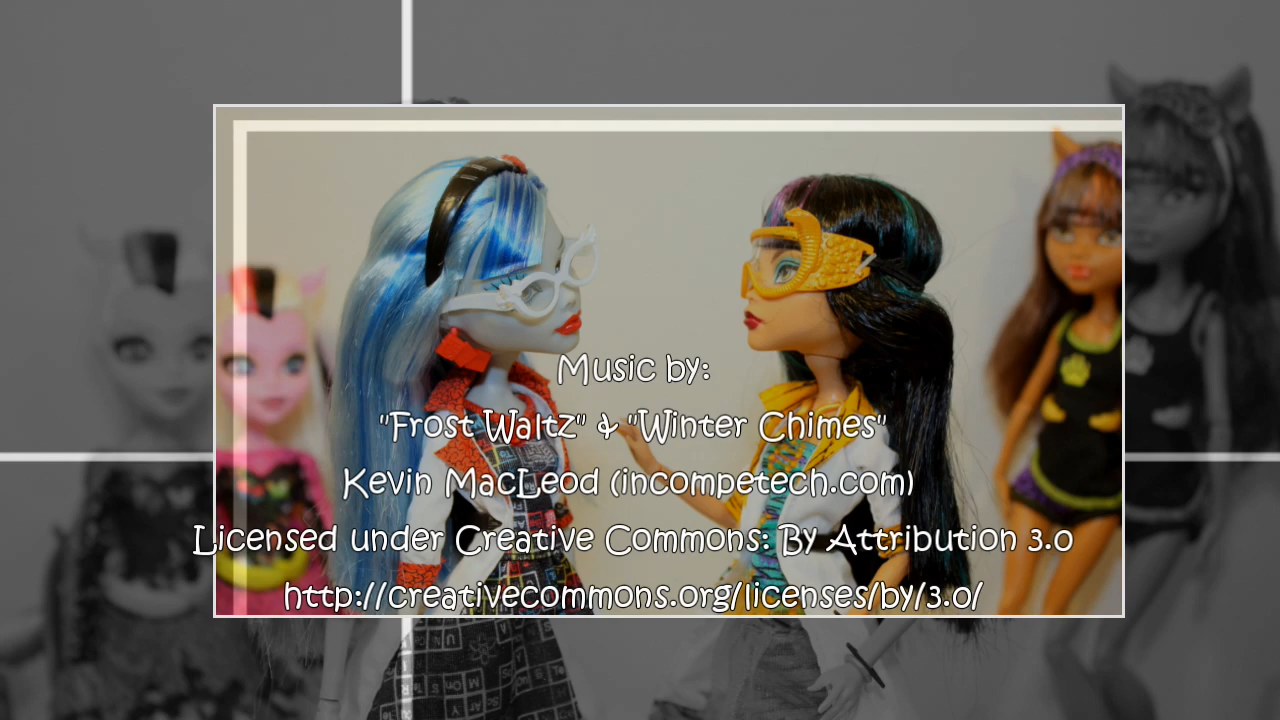 Music by:
"Frost Waltz" & "Winter Chimes"
Kevin MacLeod (incompetech.com)
Licensed under Creative Commons: By Attribution 3.0
http://creativecommons.org/licenses/by/3.0/